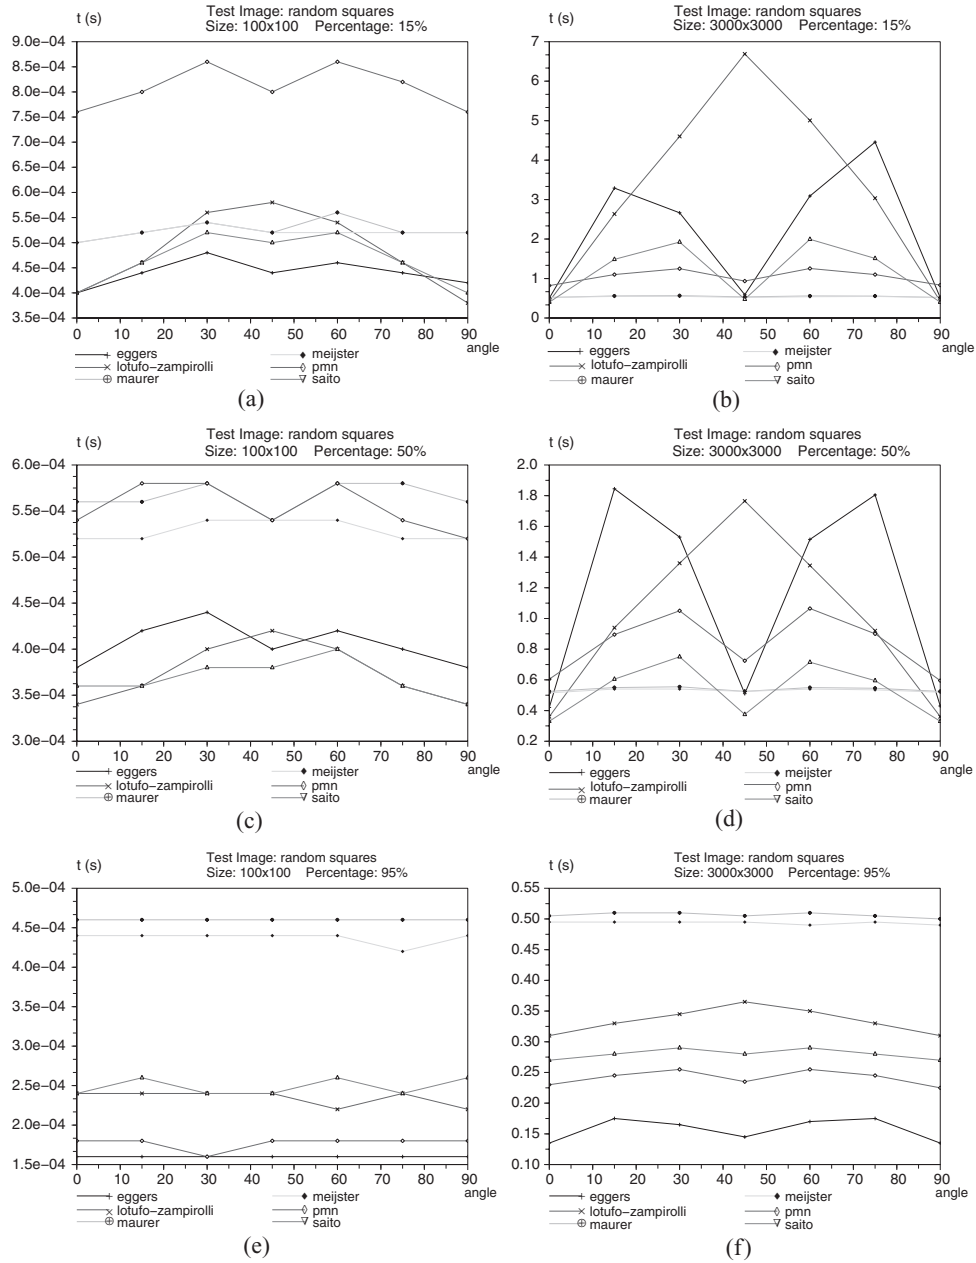 t (s)
Test Image: random squares
Size: 100x100 Percentage: 15%
9.0e−04
8.5e−04
8.0e−04
7.5e−04
7.0e−04
6.5e−04
6.0e−04
5.5e−04
5.0e−04
4.5e−04
4.0e−04
3.5e−04
0 10 20 30 40 50 60 70 80 90
angle
eggers
lotufo−zampirolli
maurer
meijster
pmn
saito
(a)
t (s)
Test Image: random squares
Size: 3000x3000 Percentage: 15%
7
6
5
4
3
2
1
0
0 10 20 30 40 50 60 70 80 90
angle
eggers
lotufo−zampirolli
maurer
meijster
pmn
saito
(b)
t (s)
Test Image: random squares
Size: 100x100 Percentage: 50%
6.0e−04
5.5e−04
5.0e−04
4.5e−04
4.0e−04
3.5e−04
3.0e−04
0 10 20 30 40 50 60 70 80 90
angle
eggers
lotufo−zampirolli
maurer
meijster
pmn
saito
(c)
t (s)
Test Image: random squares
Size: 3000x3000 Percentage: 50%
2.0
1.8
1.6
1.4
1.2
1.0
0.8
0.6
0.4
0.2
0 10 20 30 40 50 60 70 80 90
angle
eggers
lotufo−zampirolli
maurer
meijster
pmn
saito
(d)
t (s)
Test Image: random squares
Size: 100x100 Percentage: 95%
5.0e−04
4.5e−04
4.0e−04
3.5e−04
3.0e−04
2.5e−04
2.0e−04
1.5e−04
0 10 20 30 40 50 60 70 80 90
angle
eggers
lotufo−zampirolli
maurer
meijster
pmn
saito
(e)
t (s)
Test Image: random squares
Size: 3000x3000 Percentage: 95%
0.55
0.50
0.45
0.40
0.35
0.30
0.25
0.20
0.15
0.10
0 10 20 30 40 50 60 70 80 90
angle
eggers
lotufo−zampirolli
maurer
meijster
pmn
saito
(f)